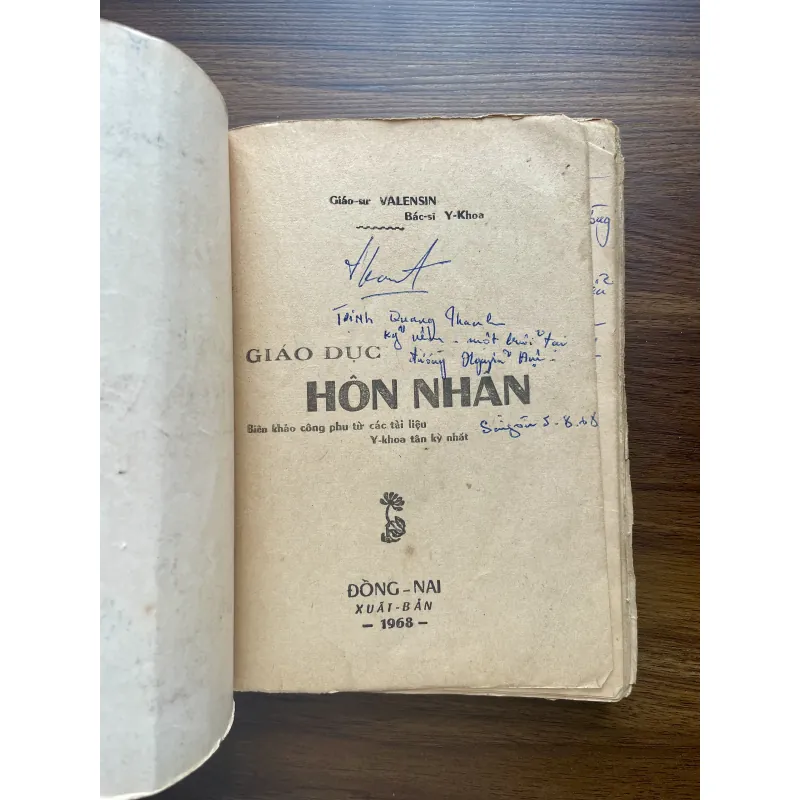 Giáo-sư VALENSIN
Bác-sĩ Y-Khoa
Trịnh Quang Thanh
kỷ niệm - một buổi tại
GIÁO DỤC
đường Nguyễn Huệ
HÔN NHÂN
Biên khảo công phu từ các tài liệu
Y-khoa tân kỳ nhất
Sàigòn 5-8-68
ĐỒNG-NAI
XUẤT-BẢN
- 1968 -